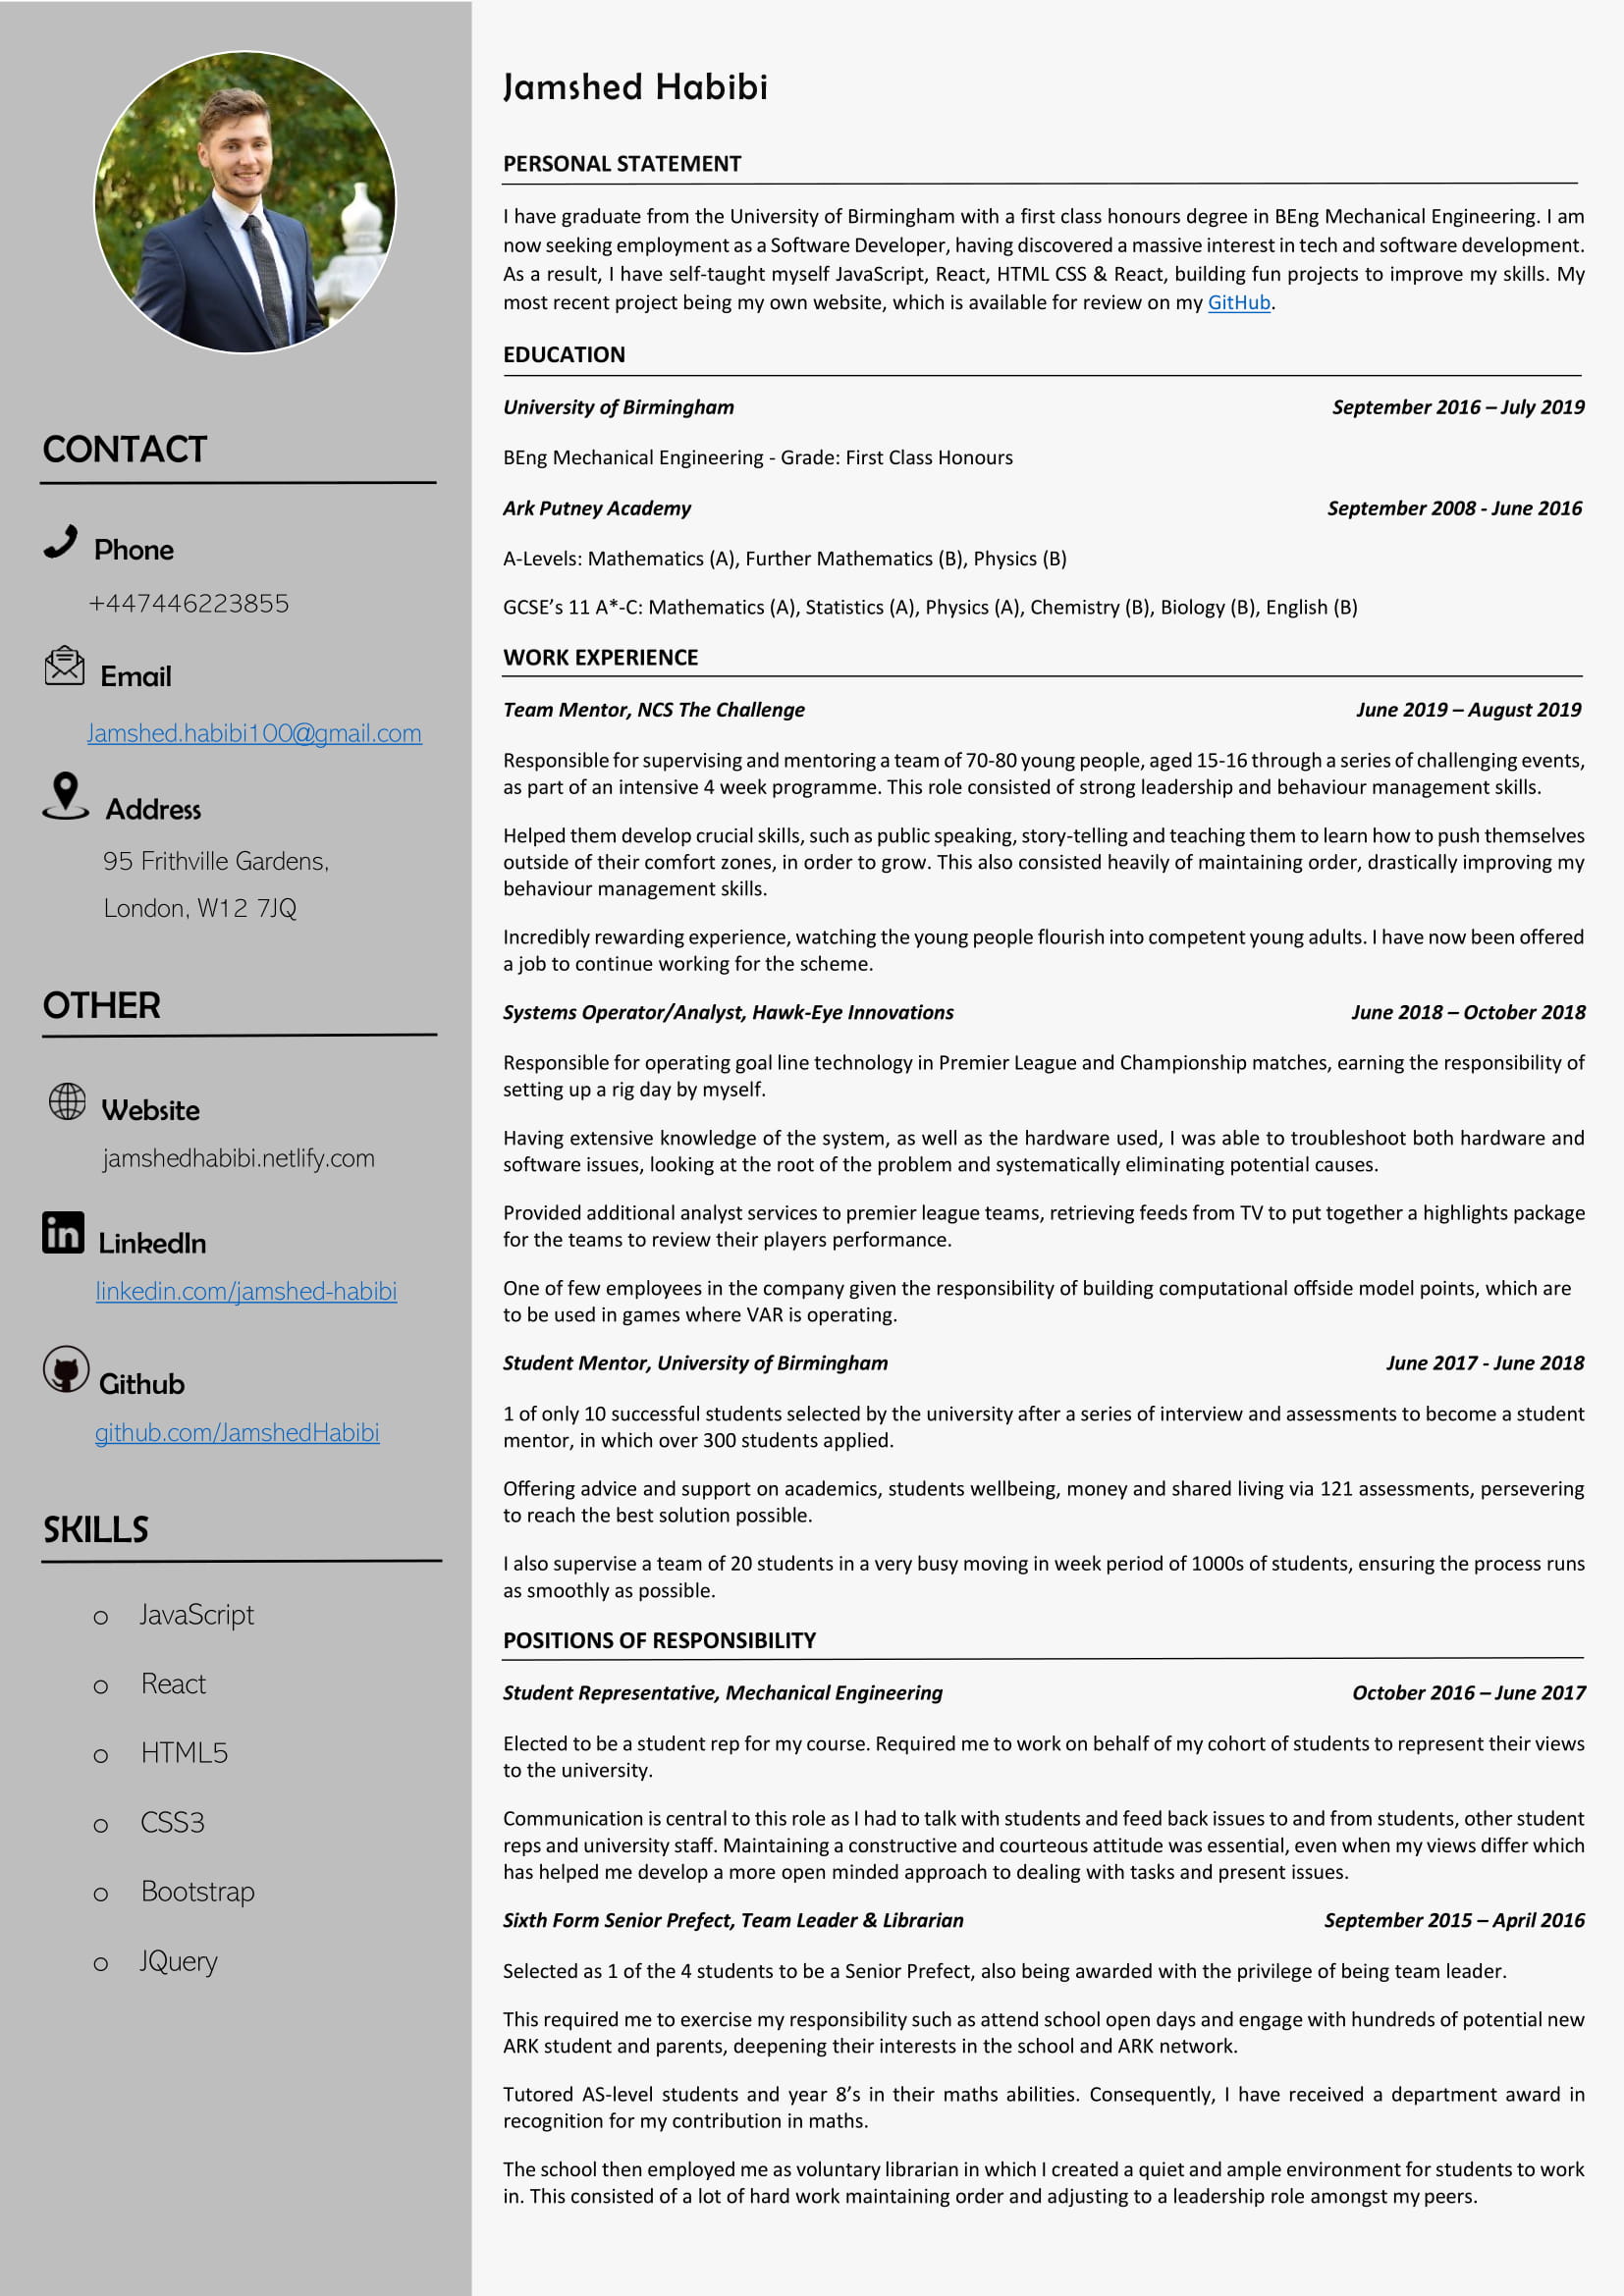 CONTACT
Phone
+447446223855
Email
Jamshed.habibi100@gmail.com
Address
95 Frithville Gardens,
London, W12 7JQ
OTHER
Website
jamshedhabibi.netlify.com
in
LinkedIn
linkedin.com/jamshed-habibi
Github
github.com/JamshedHabibi
SKILLS
o JavaScript
o React
o HTML5
o CSS3
o Bootstrap
o JQuery
Jamshed Habibi
PERSONAL STATEMENT
I have graduate from the University of Birmingham with a first class honours degree in BEng Mechanical Engineering. I am
now seeking employment as a Software Developer, having discovered a massive interest in tech and software development.
As a result, I have self-taught myself JavaScript, React, HTML CSS & React, building fun projects to improve my skills. My
most recent project being my own website, which is available for review on my GitHub.
EDUCATION
University of Birmingham September 2016 – July 2019
BEng Mechanical Engineering - Grade: First Class Honours
Ark Putney Academy September 2008 - June 2016
A-Levels: Mathematics (A), Further Mathematics (B), Physics (B)
GCSE’s 11 A*-C: Mathematics (A), Statistics (A), Physics (A), Chemistry (B), Biology (B), English (B)
WORK EXPERIENCE
Team Mentor, NCS The Challenge June 2019 – August 2019
Responsible for supervising and mentoring a team of 70-80 young people, aged 15-16 through a series of challenging events,
as part of an intensive 4 week programme. This role consisted of strong leadership and behaviour management skills.
Helped them develop crucial skills, such as public speaking, story-telling and teaching them to learn how to push themselves
outside of their comfort zones, in order to grow. This also consisted heavily of maintaining order, drastically improving my
behaviour management skills.
Incredibly rewarding experience, watching the young people flourish into competent young adults. I have now been offered
a job to continue working for the scheme.
Systems Operator/Analyst, Hawk-Eye Innovations June 2018 – October 2018
Responsible for operating goal line technology in Premier League and Championship matches, earning the responsibility of
setting up a rig day by myself.
Having extensive knowledge of the system, as well as the hardware used, I was able to troubleshoot both hardware and
software issues, looking at the root of the problem and systematically eliminating potential causes.
Provided additional analyst services to premier league teams, retrieving feeds from TV to put together a highlights package
for the teams to review their players performance.
One of few employees in the company given the responsibility of building computational offside model points, which are
to be used in games where VAR is operating.
Student Mentor, University of Birmingham June 2017 - June 2018
1 of only 10 successful students selected by the university after a series of interview and assessments to become a student
mentor, in which over 300 students applied.
Offering advice and support on academics, students wellbeing, money and shared living via 121 assessments, persevering
to reach the best solution possible.
I also supervise a team of 20 students in a very busy moving in week period of 1000s of students, ensuring the process runs
as smoothly as possible.
POSITIONS OF RESPONSIBILITY
Student Representative, Mechanical Engineering October 2016 – June 2017
Elected to be a student rep for my course. Required me to work on behalf of my cohort of students to represent their views
to the university.
Communication is central to this role as I had to talk with students and feed back issues to and from students, other student
reps and university staff. Maintaining a constructive and courteous attitude was essential, even when my views differ which
has helped me develop a more open minded approach to dealing with tasks and present issues.
Sixth Form Senior Prefect, Team Leader & Librarian September 2015 – April 2016
Selected as 1 of the 4 students to be a Senior Prefect, also being awarded with the privilege of being team leader.
This required me to exercise my responsibility such as attend school open days and engage with hundreds of potential new
ARK student and parents, deepening their interests in the school and ARK network.
Tutored AS-level students and year 8’s in their maths abilities. Consequently, I have received a department award in
recognition for my contribution in maths.
The school then employed me as voluntary librarian in which I created a quiet and ample environment for students to work
in. This consisted of a lot of hard work maintaining order and adjusting to a leadership role amongst my peers.